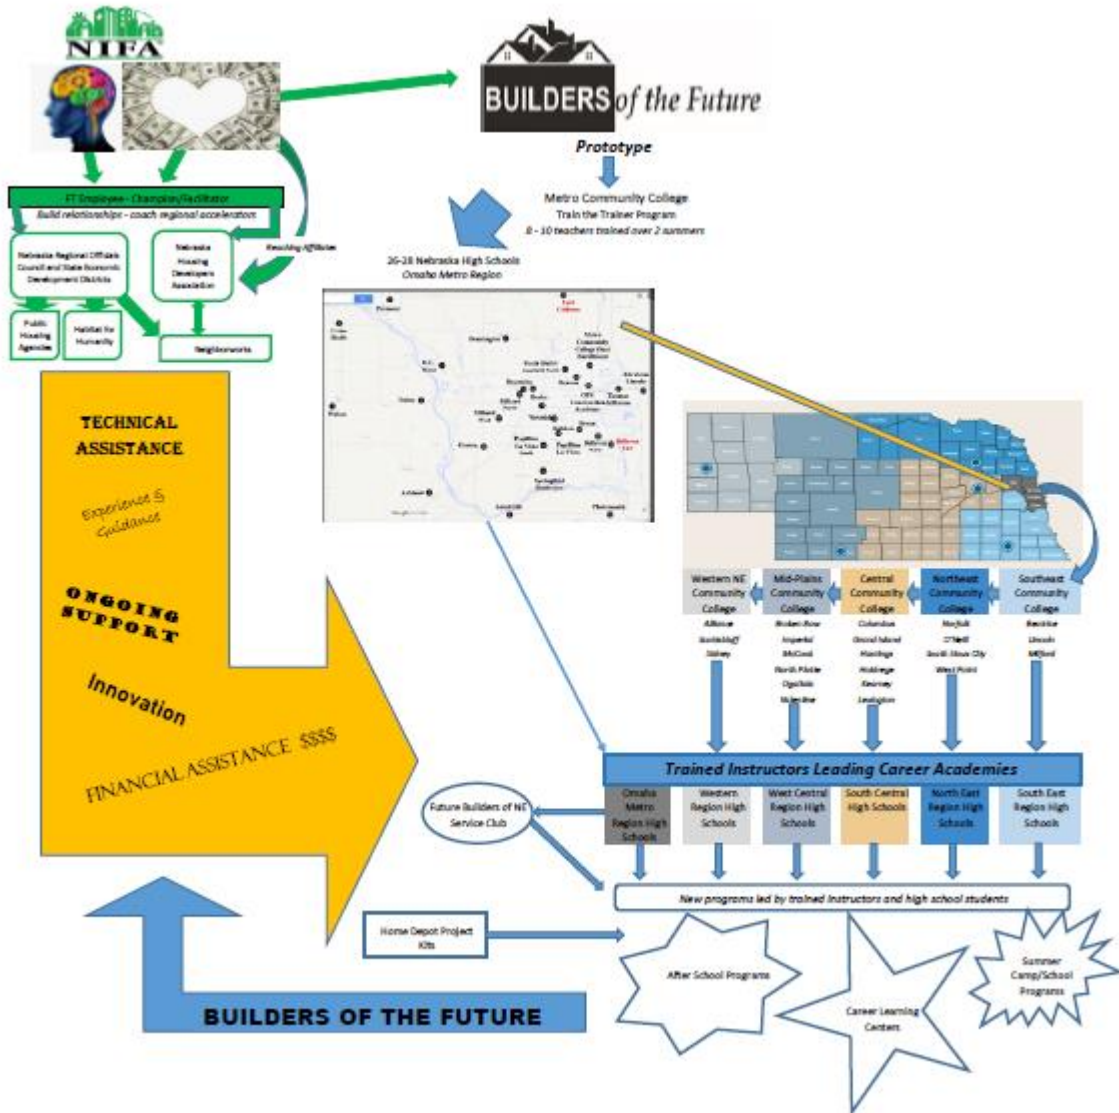 NIFA
BUILDERS of the Future
Prototype
Metro Community College
Train the Trainer Program
8 - 10 teachers trained over 2 summers
FT Employee - Champion/Facilitator
Build relationships - coach regional accelerators
Nebraska Regional Officials
Council and State Economic
Development Districts
Nebraska
Housing
Developers
Association
Reaching Affiliates
Public
Housing
Agencies
Habitat for
Humanity
Neighborworks
26-28 Nebraska High Schools
Omaha Metro Region
Fremont
Bennington
Ashland
Plattsmouth
TECHNICAL
ASSISTANCE
Experience &
Guidance
ONGOING
SUPPORT
Innovation
FINANCIAL ASSISTANCE $$$$
Western NE
Community
College
Alliance
Scottsbluff
Sidney
Mid-Plains
Community
College
Broken Bow
Imperial
McCook
North Platte
Ogallala
Valentine
Central
Community
College
Columbus
Grand Island
Hastings
Holdrege
Kearney
Lexington
Northeast
Community
College
Norfolk
O'Neill
South Sioux City
West Point
Southeast
Community
College
Beatrice
Lincoln
Milford
Trained Instructors Leading Career Academies
Omaha
Metro
Region High
Schools
Western
Region High
Schools
West Central
Region High
Schools
South Central
High Schools
North East
Region High
Schools
South East
Region High
Schools
Future Builders of NE
Service Club
New programs led by trained instructors and high school students
Home Depot Project
Kits
After School Programs
Career Learning
Centers
Summer
Camp/School
Programs
BUILDERS OF THE FUTURE